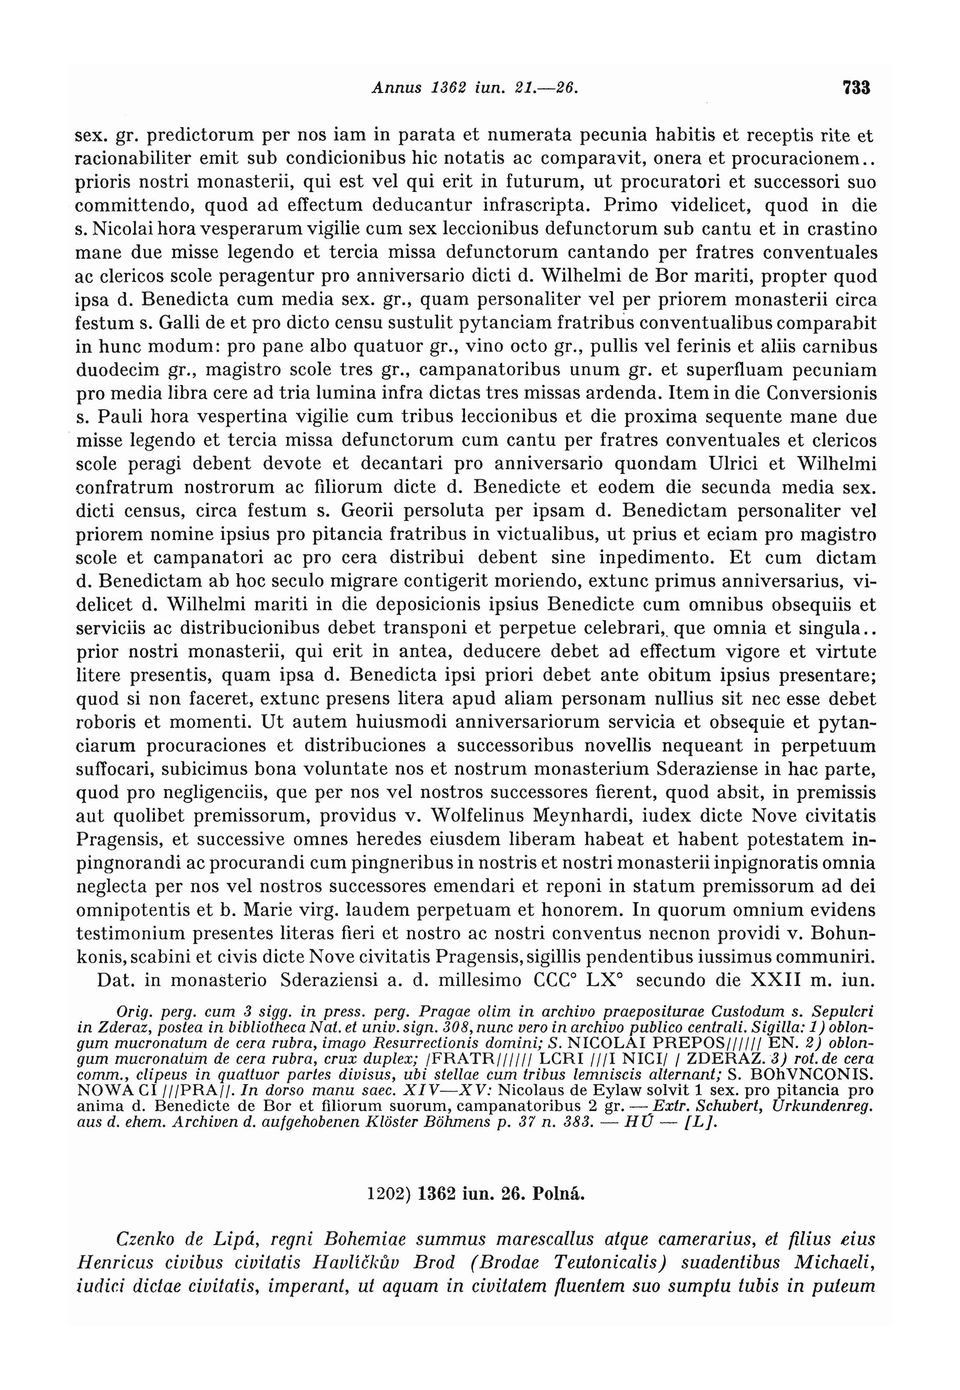 Annus 1362 iun. 21.—26. 733
sex. gr. predictorum per nos iam in parata et numerata pecunia habitis et receptis rite et
racionabiliter emit sub condicionibus hic notatis ac comparavit, onera et procuracionem..
prioris nostri monasterii, qui est vel qui erit in futurum, ut procuratori et successori suo
committendo, quod ad effectum deducantur infrascripta. Primo videlicet, quod in die
s. Nicolai hora vesperarum vigilie cum sex leccionibus defunctorum sub cantu et in crastino
mane due misse legendo et tercia missa defunctorum cantando per fratres conventuales
ac clericos scole peragentur pro anniversario dicti d. Wilhelmi de Bor mariti, propter quod
ipsa d. Benedicta cum media sex. gr., quam personaliter vel per priorem monasterii circa
festum s. Galli de et pro dicto censu sustulit pytanciam fratribus conventualibus comparabit
in hunc modum: pro pane albo quatuor gr., vino octo gr., pullis vel ferinis et aliis carnibus
duodecim gr., magistro scole tres gr., campanatoribus unum gr. et superfluam pecuniam
pro media libra cere ad tria lumina infra dictas tres missas ardenda. Item in die Conversionis
s. Pauli hora vespertina vigilie cum tribus leccionibus et die proxima sequente mane due
misse legendo et tercia missa defunctorum cum cantu per fratres conventuales et clericos
scole peragi debent devote et decantari pro anniversario quondam Ulrici et Wilhelmi
confratrum nostrorum ac filiorum dicte d. Benedicte et eodem die secunda media sex.
dicti census, circa festum s. Georii persoluta per ipsam d. Benedictam personaliter vel
priorem nomine ipsius pro pitancia fratribus in victualibus, ut prius et eciam pro magistro
scole et campanatori ac pro cera distribui debent sine inpedimento. Et cum dictam
d. Benedictam ab hoc seculo migrare contigerit moriendo, extunc primus anniversarius, vi-
delicet d. Wilhelmi mariti in die deposicionis ipsius Benedicte cum omnibus obsequiis et
serviciis ac distribucionibus debet transponi et perpetue celebrari, que omnia et singula..
prior nostri monasterii, qui erit in antea, deducere debet ad effectum vigore et virtute
litere presentis, quam ipsa d. Benedicta ipsi priori debet ante obitum ipsius presentare;
quod si non faceret, extunc presens litera apud aliam personam nullius sit nec esse debet
roboris et momenti. Ut autem huiusmodi anniversariorum servicia et obsequie et pytan-
ciarum procuraciones et distribuciones a successoribus novellis nequeant in perpetuum
suffocari, subicimus bona voluntate nos et nostrum monasterium Sderaziense in hac parte,
quod pro negligenciis, que per nos vel nostros successores fierent, quod absit, in premissis
aut quolibet premissorum, providus v. Wolfelinus Meynhardi, iudex dicte Nove civitatis
Pragensis, et successive omnes heredes eiusdem liberam habeat et habent potestatem in-
pingnorandi ac procurandi cum pingneribus in nostris et nostri monasterii inpignoratis omnia
neglecta per nos vel nostros successores emendari et reponi in statum premissorum ad dei
omnipotentis et b. Marie virg. laudem perpetuam et honorem. In quorum omnium evidens
testimonium presentes literas fieri et nostro ac nostri conventus necnon providi v. Bohun-
konis, scabini et civis dicte Nove civitatis Pragensis, sigillis pendentibus iussimus communiri.
Dat. in monasterio Sderaziensi a. d. millesimo CCC° LX° secundo die XXII m. iun.
Orig. perg. cum 3 sigg. in press. perg. Pragae olim in archivo praepositurae Custodum s. Sepulcri
in Zderaz, postea in bibliotheca Nat. et univ. sign. 308, nunc vero in archivo publico centrali. Sigilla: 1) oblon-
gum mucronatum de cera rubra, imago Resurrectionis domini; S. NICOLAI PREPOS////// EN. 2) oblon-
gum mucronatum de cera rubra, crux duplex; /FRATR////// LCRI ///I NICI/ / ZDERAZ. 3) rot. de cera
comm., clipeus in quattuor partes divisus, ubi stellae cum tribus lemniscis alternant; S. BOhVNCONIS.
NOWA CI ///PRA//. In dorso manu saec. XIV—XV: Nicolaus de Eylaw solvit 1 sex. pro pitancia pro
anima d. Benedicte de Bor et filiorum suorum, campanatoribus 2 gr. — Extr. Schubert, Urkundenreg.
aus d. ehem. Archiven d. aufgehobenen Klöster Böhmens p. 37 n. 383. — HÚ — [L].
1202) 1362 iun. 26. Polná.
Czenko de Lipá, regni Bohemiae summus marescallus atque camerarius, et filius eius
Henricus civibus civitatis Havlíčkův Brod (Brodae Teutonicalis) suadentibus Michaeli,
iudici dictae civitatis, imperant, ut aquam in civitatem fluentem suo sumptu tubis in puteum